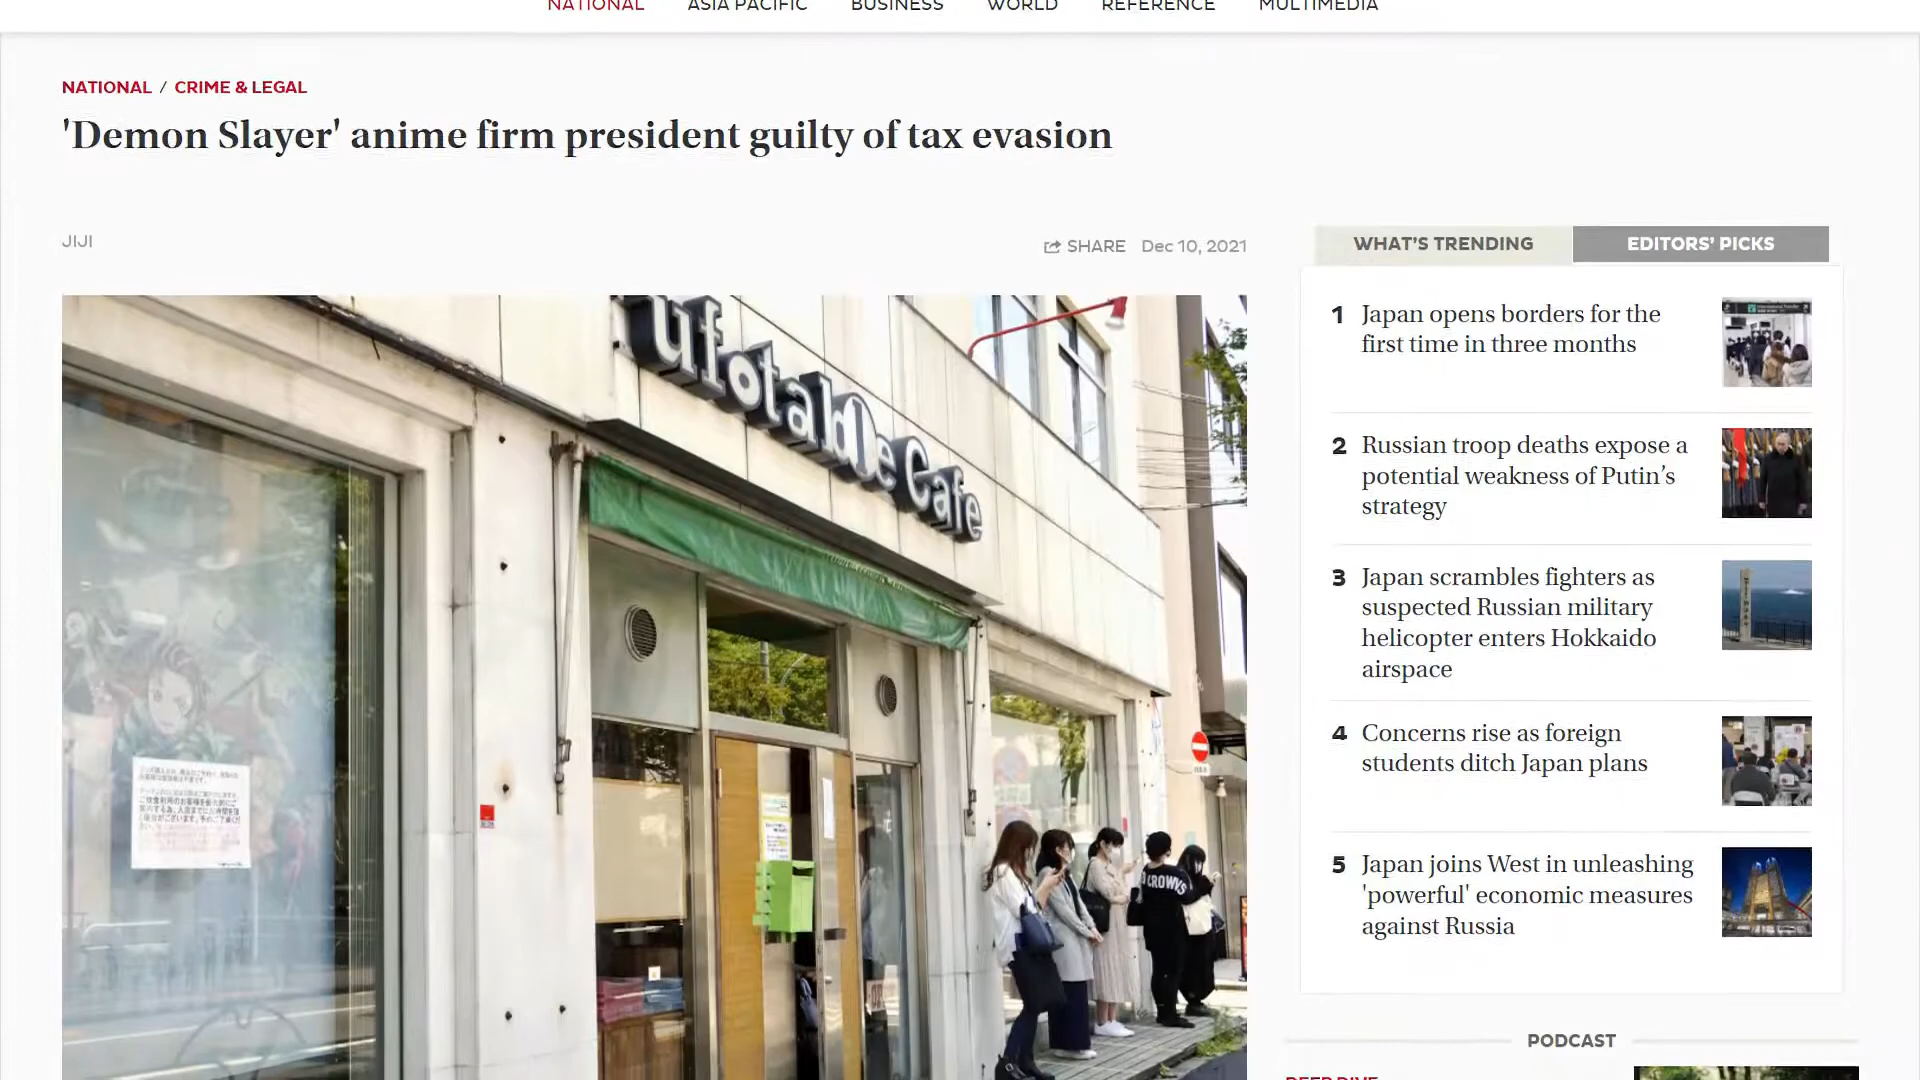 NATIONAL
ASIA PACIFIC
BUSINESS
WORLD
REFERENCE
MULTIMEDIA
NATIONAL / CRIME & LEGAL
'Demon Slayer' anime firm president guilty of tax evasion
JIJI
SHARE
Dec 10, 2021
ufotable Cafe
CROWNS
WHAT'S TRENDING
EDITORS' PICKS
1 Japan opens borders for the
first time in three months
2 Russian troop deaths expose a
potential weakness of Putin’s
strategy
3 Japan scrambles fighters as
suspected Russian military
helicopter enters Hokkaido
airspace
4 Concerns rise as foreign
students ditch Japan plans
5 Japan joins West in unleashing
'powerful' economic measures
against Russia
PODCAST
DEEP DIVE